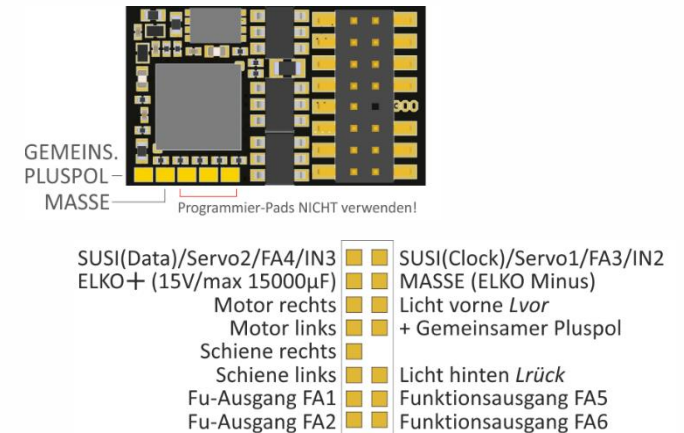 300
GEMEINS.
PLUSPOL
MASSE
Programmier-Pads NICHT verwenden!
SUSI(Data)/Servo2/FA4/IN3 SUSI(Clock)/Servo1/FA3/IN2
ELKO+ (15V/max 15000µF) MASSE (ELKO Minus)
Motor rechts Licht vorne Lvor
Motor links + Gemeinsamer Pluspol
Schiene rechts
Schiene links Licht hinten Lrück
Fu-Ausgang FA1 Funktionsausgang FA5
Fu-Ausgang FA2 Funktionsausgang FA6